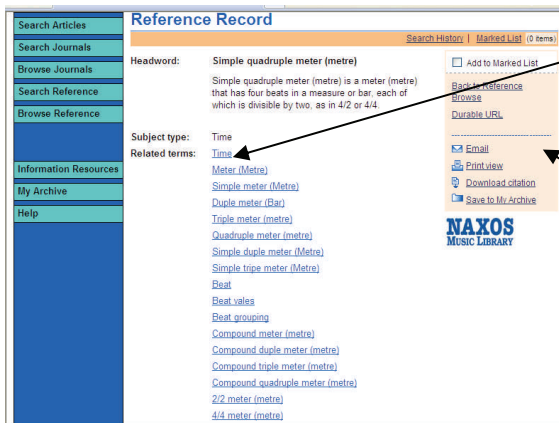 Reference Record
Search Articles
Search Journals
Browse Journals
Search Reference
Browse Reference
Information Resources
My Archive
Help
Search History | Marked List (0 items)
Headword: Simple quadruple meter (metre)
Simple quadruple meter (metre) is a meter (metre)
that has four beats in a measure or bar, each of
which is divisible by two, as in 4/2 or 4/4.
Subject type: Time
Related terms: Time
Meter (Metre)
Simple meter (Metre)
Duple meter (Bar)
Triple meter (metre)
Quadruple meter (metre)
Simple duple meter (Metre)
Simple tripe meter (Metre)
Beat
Beat vales
Beat grouping
Compound meter (metre)
Compound duple meter (metre)
Compound triple meter (metre)
Compound quadruple meter (metre)
2/2 meter (metre)
4/4 meter (metre)
Add to Marked List
Back to Reference
Browse
Durable URL
Email
Print view
Download citation
Save to My Archive
NAXOS
MUSIC LIBRARY